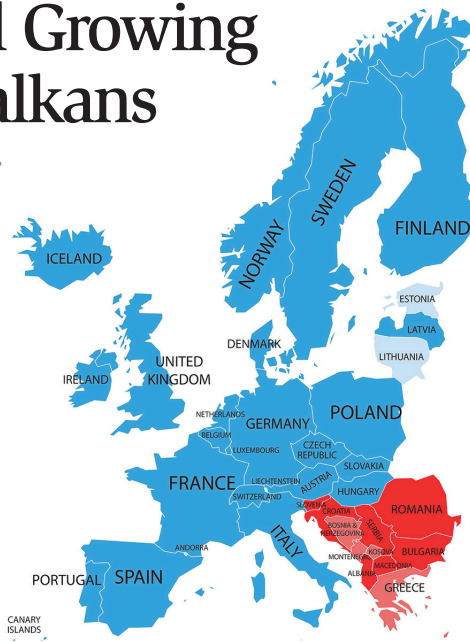 l Growing
alkans
ICELAND
NORWAY
SWEDEN
FINLAND
ESTONIA
LATVIA
LITHUANIA
DENMARK
UNITED
KINGDOM
IRELAND
NETHERLANDS
BELGIUM
LUXEMBOURG
GERMANY
POLAND
CZECH
REPUBLIC
SLOVAKIA
FRANCE
LIECHTENSTEIN
SWITZERLAND
AUSTRIA
HUNGARY
SLOVENIA
CROATIA
ROMANIA
BOSNIA &
HERZEGOVINA
SERBIA
ITALY
MONTENEGRO
KOSOVO
BULGARIA
MACEDONIA
ALBANIA
GREECE
ANDORRA
PORTUGAL
SPAIN
CANARY
ISLANDS